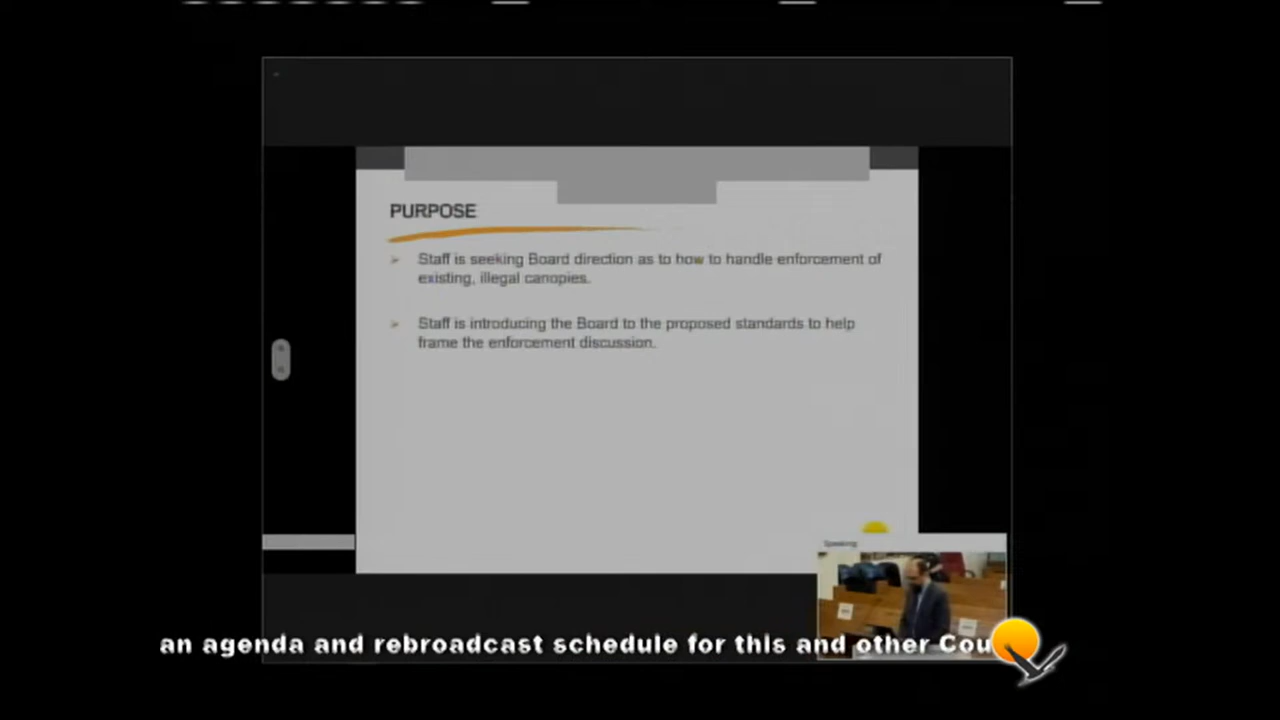 PURPOSE
Staff is seeking Board direction as to how to handle enforcement of
existing, illegal canopies.
Staff is introducing the Board to the proposed standards to help
frame the enforcement discussion.
Speaking:
an agenda and rebroadcast schedule for this and other Cou